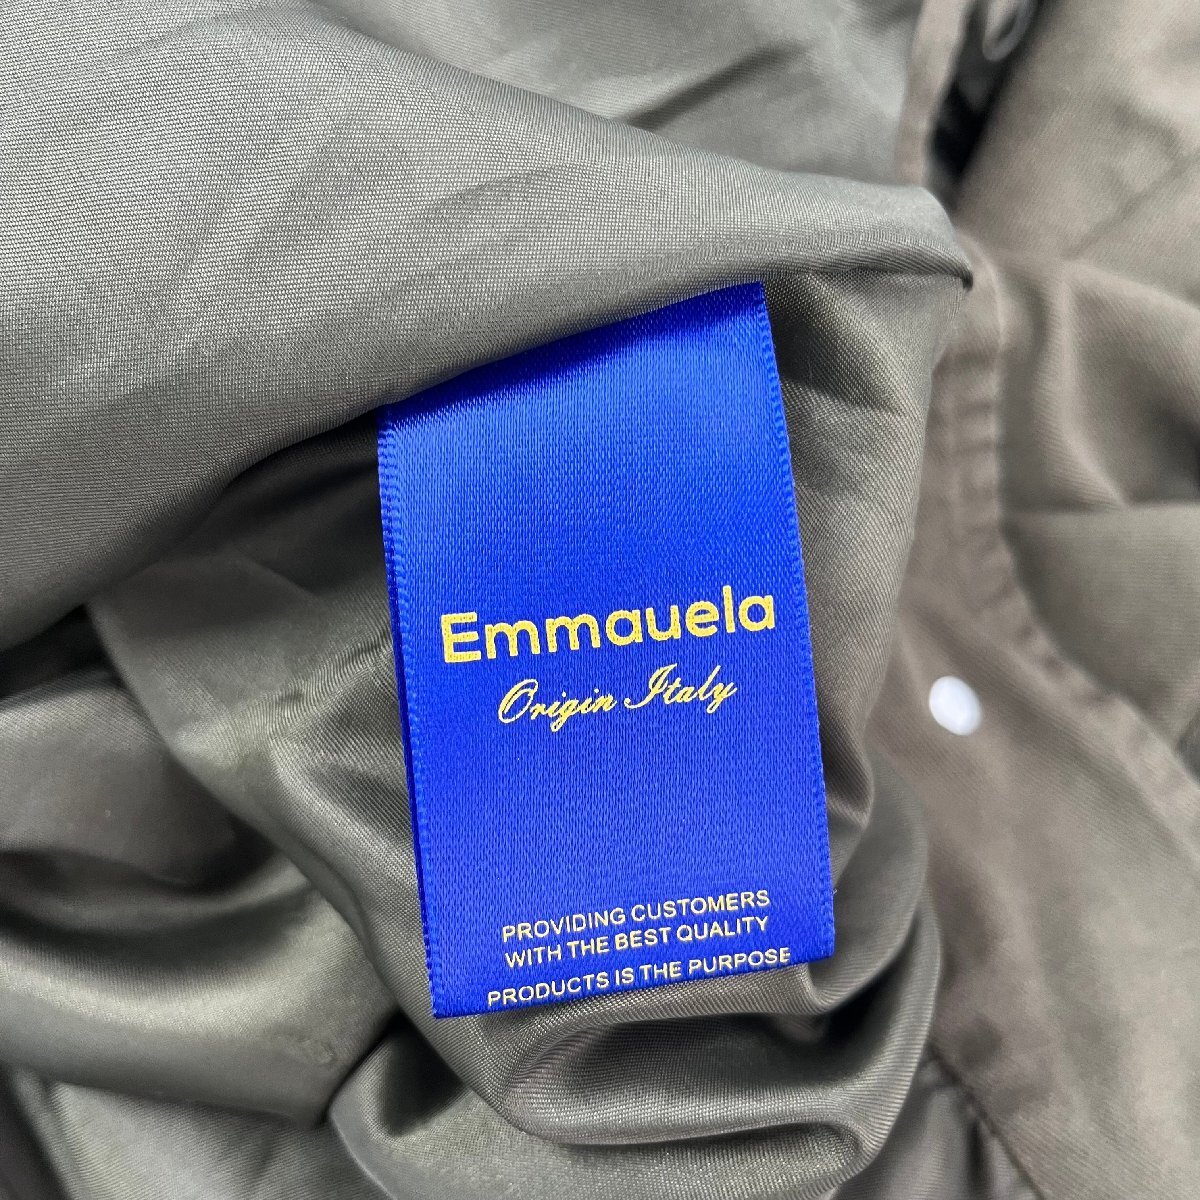 Emmauela
Origin Italy
PROVIDING CUSTOMERS
WITH THE BEST QUALITY
PRODUCTS IS THE PURPOSE